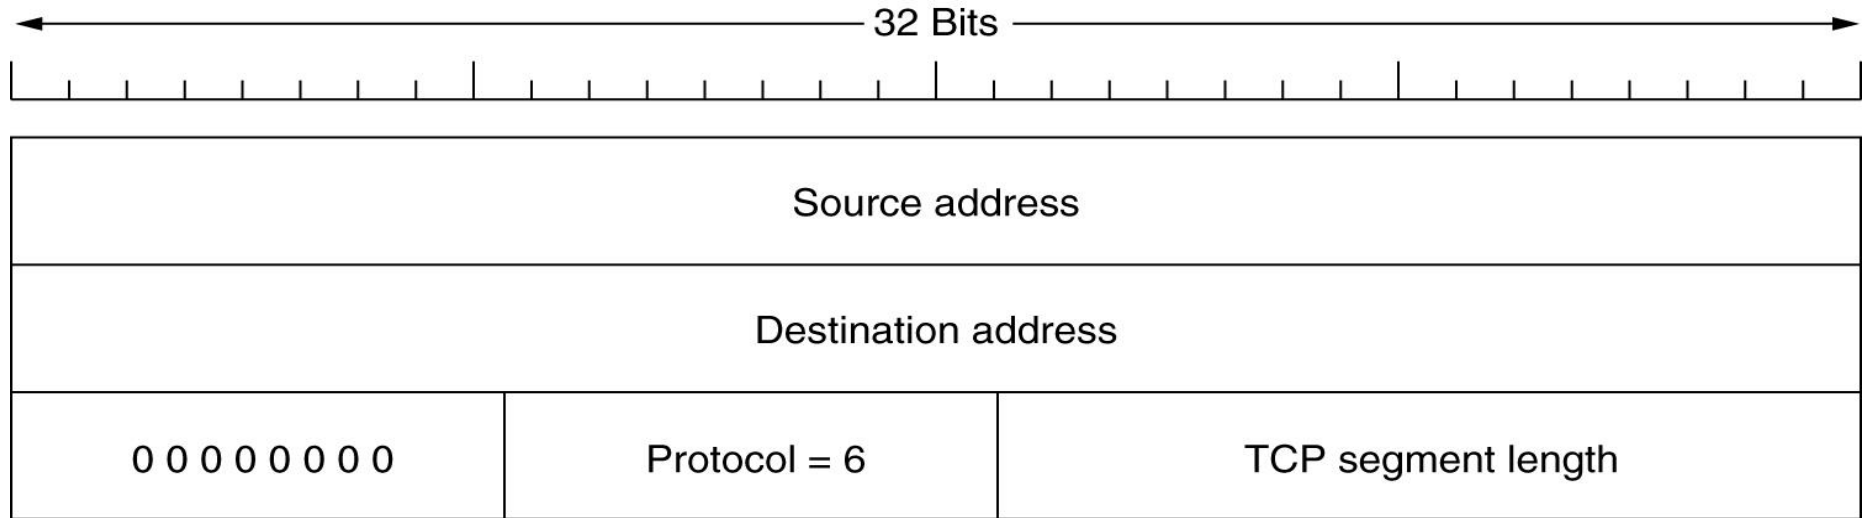 32 Bits
Source address
Destination address
0 0 0 0 0 0 0 0 Protocol = 6 TCP segment length